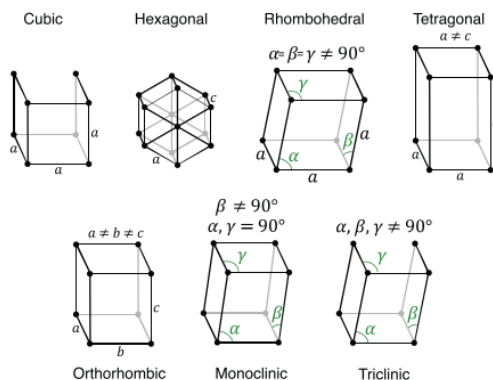 Cubic
Hexagonal
Rhombohedral
Tetragonal
a
a
a
a
c
α=β=γ ≠ 90°
γ
α
β
a
a
a
a ≠ c
c
a
a
a ≠ b ≠ c
a
b
c
β ≠ 90°
α, γ = 90°
γ
α
β
α, β, γ ≠ 90°
γ
α
β
Orthorhombic
Monoclinic
Triclinic